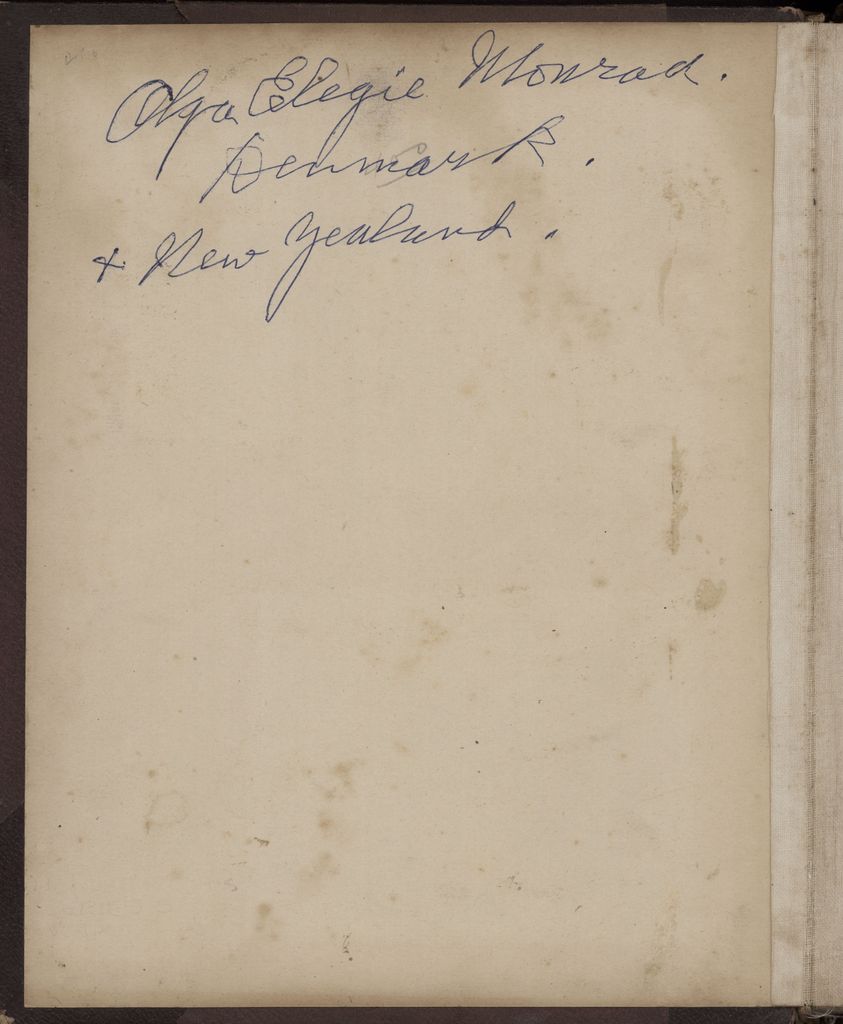 Olga Elegie Monrad.
Denmark.
+ New Zealand.